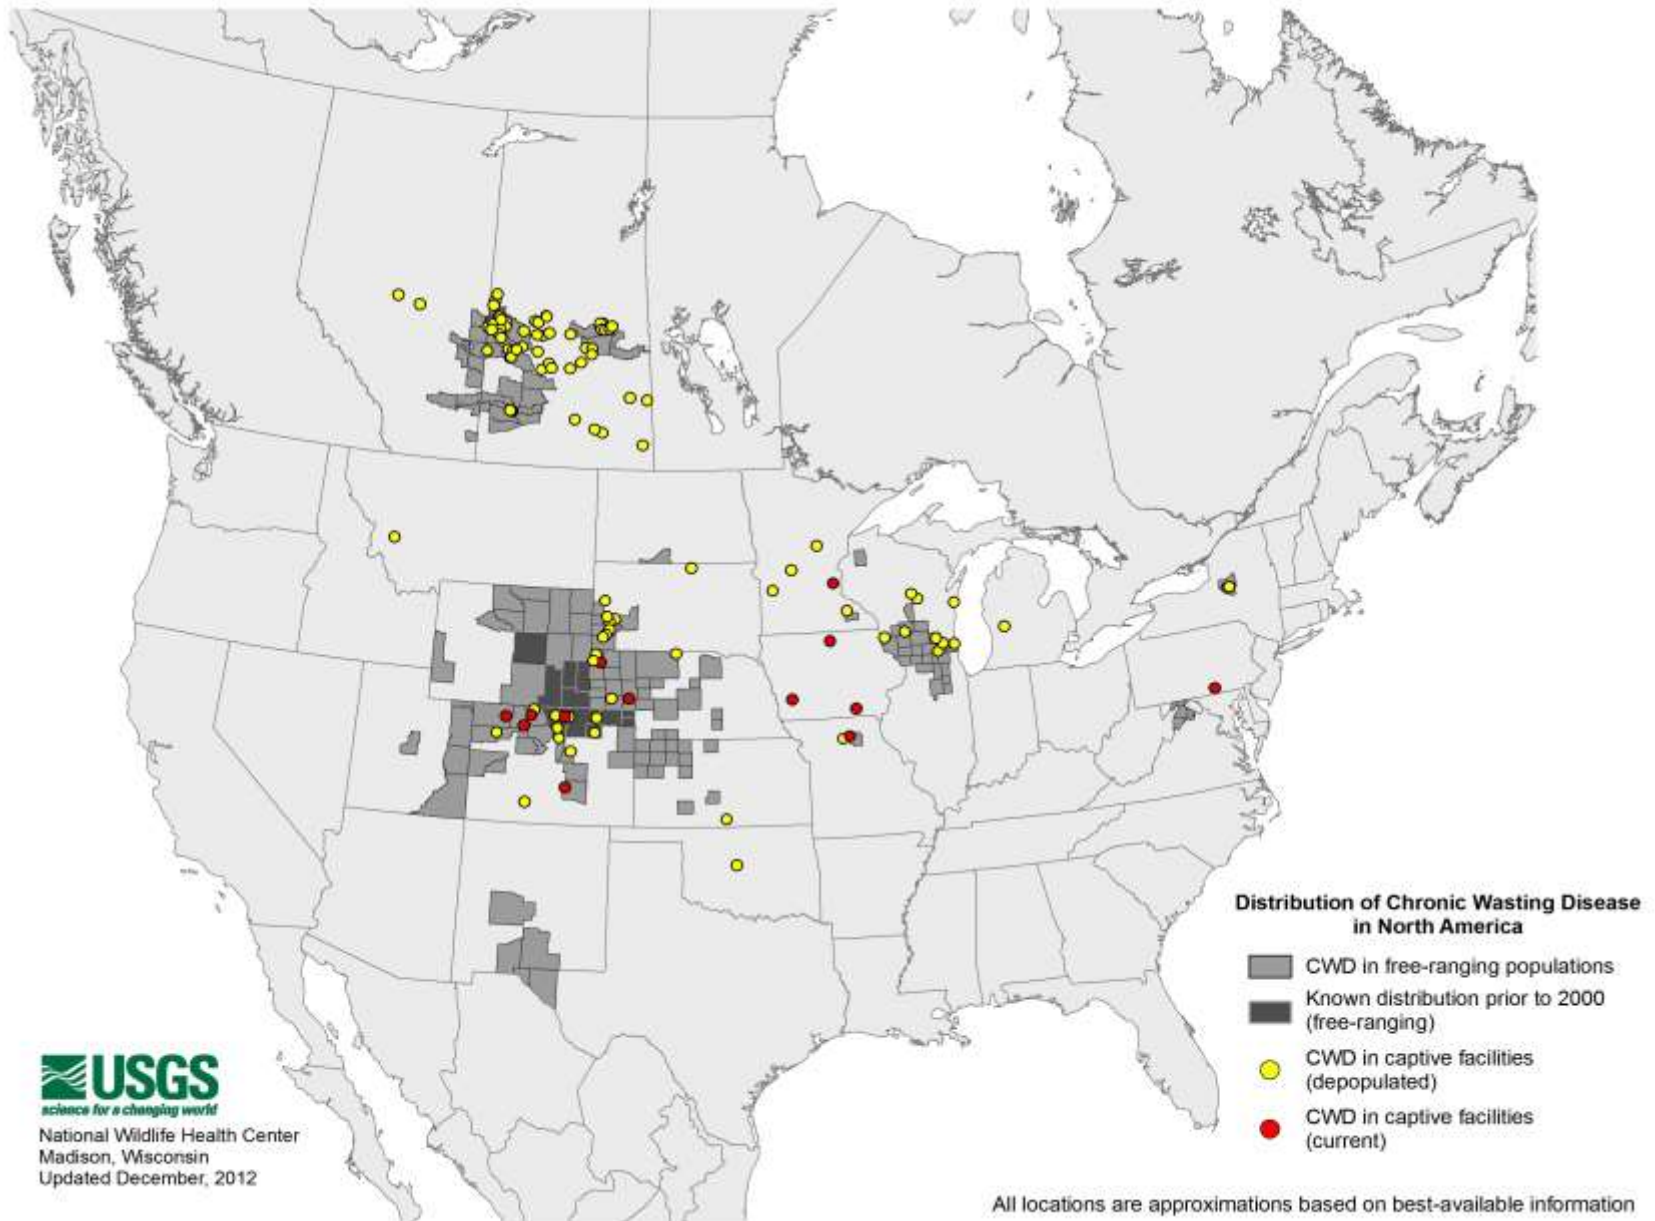 Distribution of Chronic Wasting Disease
in North America
CWD in free-ranging populations
Known distribution prior to 2000
(free-ranging)
CWD in captive facilities
(depopulated)
CWD in captive facilities
(current)
USGS
science for a changing world
National Wildlife Health Center
Madison, Wisconsin
Updated December, 2012
All locations are approximations based on best-available information